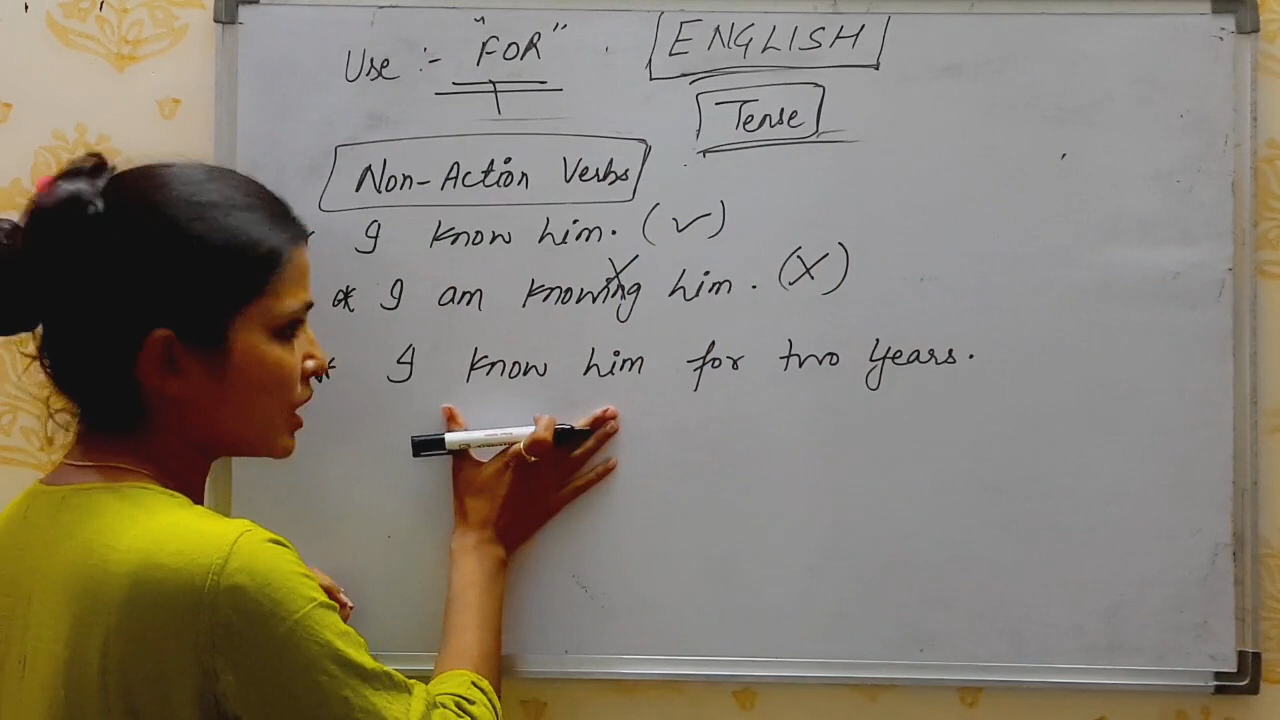 Use :- "FOR"
ENGLISH
Tense
Non-Action Verbs
* I know him. (✓)
* I am knowing him. (X)
* I know him for two years.